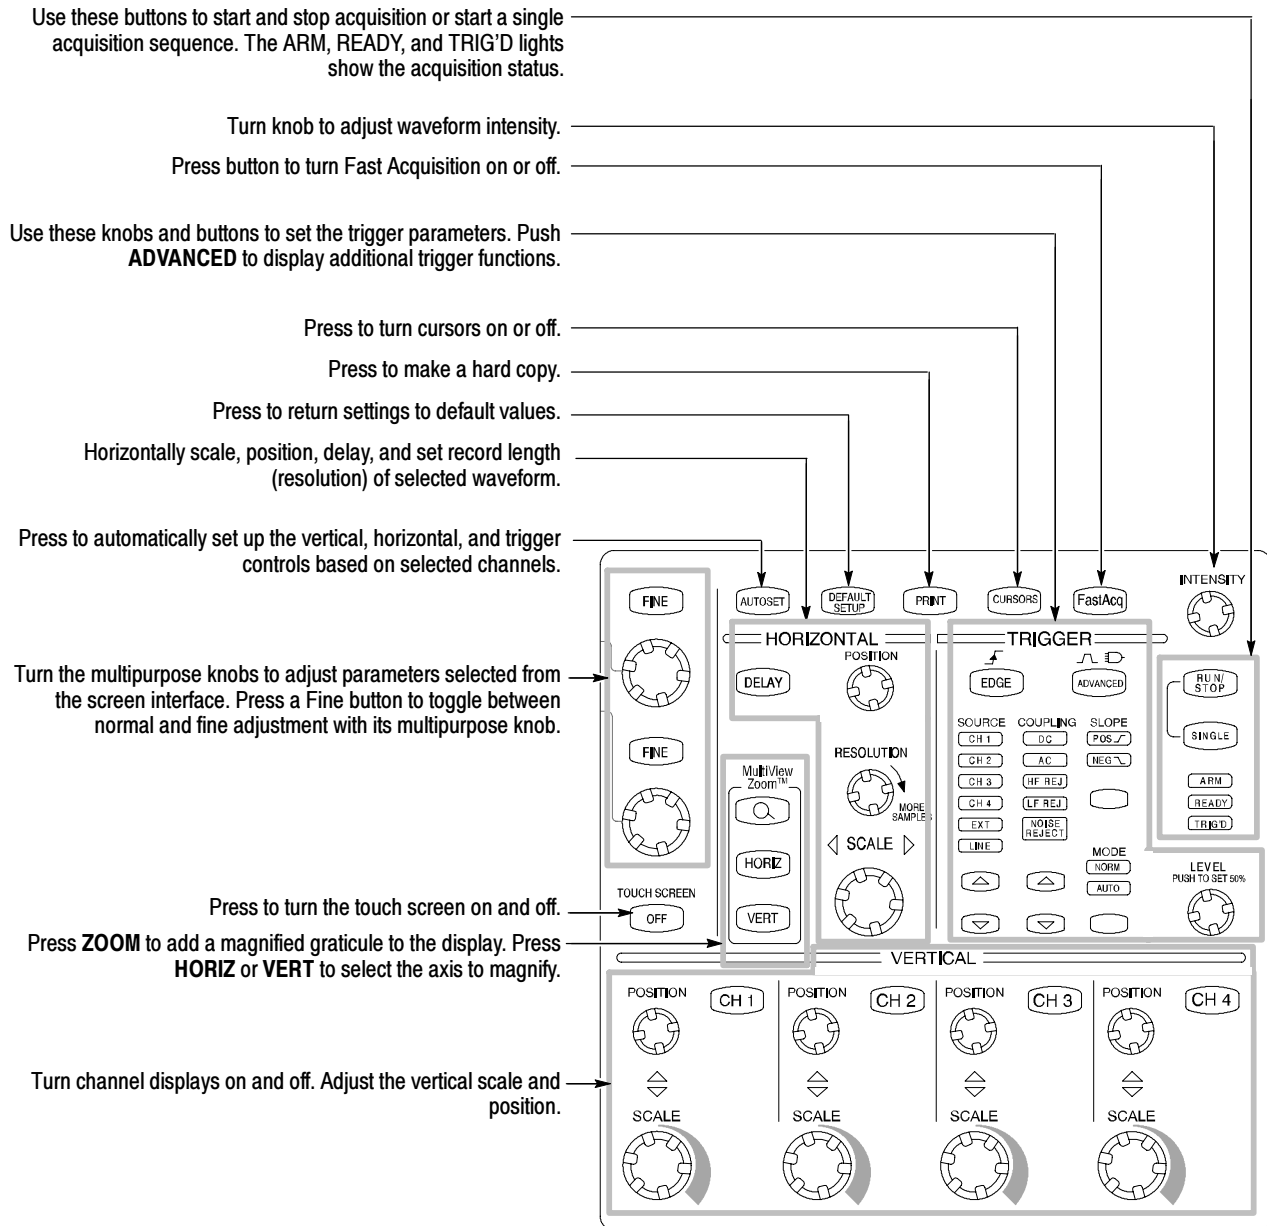 Use these buttons to start and stop acquisition or start a single
acquisition sequence. The ARM, READY, and TRIG'D lights
show the acquisition status.
Turn knob to adjust waveform intensity.
Press button to turn Fast Acquisition on or off.
Use these knobs and buttons to set the trigger parameters. Push
ADVANCED to display additional trigger functions.
Press to turn cursors on or off.
Press to make a hard copy.
Press to return settings to default values.
Horizontally scale, position, delay, and set record length
(resolution) of selected waveform.
Press to automatically set up the vertical, horizontal, and trigger
controls based on selected channels.
Turn the multipurpose knobs to adjust parameters selected from
the screen interface. Press a Fine button to toggle between
normal and fine adjustment with its multipurpose knob.
Press to turn the touch screen on and off.
Press ZOOM to add a magnified graticule to the display. Press
HORIZ or VERT to select the axis to magnify.
Turn channel displays on and off. Adjust the vertical scale and
position.
FINE
FINE
TOUCH SCREEN
OFF
AUTOSET
DEFAULT
SETUP
PRINT
CURSORS
FastAcq
INTENSITY
HORIZONTAL
POSITION
DELAY
RESOLUTION
MORE
SAMPLES
SCALE
MultiView
Zoom™
HORIZ
VERT
TRIGGER
EDGE
ADVANCED
SOURCE
CH 1
CH 2
CH 3
CH 4
EXT
LINE
COUPLING
DC
AC
HF REJ
LF REJ
NOISE
REJECT
SLOPE
POS
NEG
MODE
NORM
AUTO
RUN/
STOP
SINGLE
ARM
READY
TRIG'D
LEVEL
PUSH TO SET 50%
VERTICAL
POSITION
CH 1
SCALE
POSITION
CH 2
SCALE
POSITION
CH 3
SCALE
POSITION
CH 4
SCALE